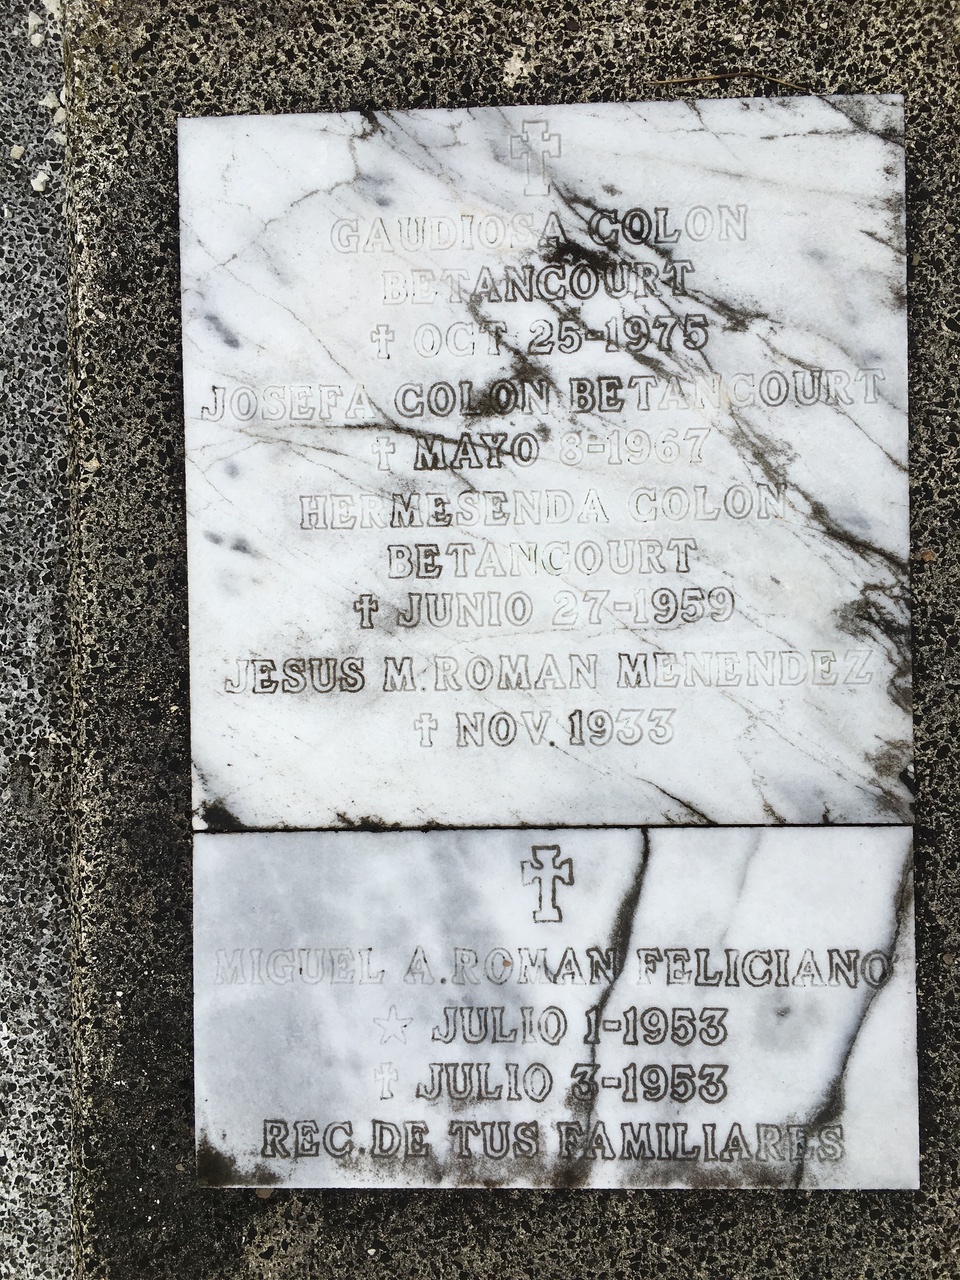 GAUDIOSA COLON
BETANCOURT
✝ OCT 25-1975
JOSEFA COLON BETANCOURT
✝ MAYO 8-1967
HERMESENDA COLON
BETANCOURT
✝ JUNIO 27-1959
JESUS M. ROMAN MENENDEZ
✝ NOV. 1933
MIGUEL A. ROMAN FELICIANO
☆ JULIO 1-1953
✝ JULIO 3-1953
REC. DE TUS FAMILIARES